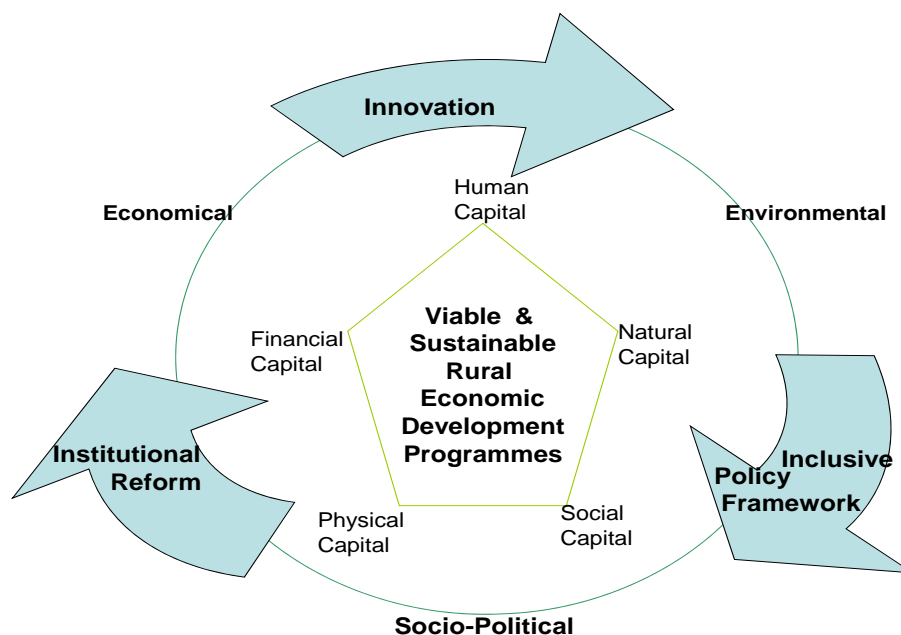 Innovation
Human
Capital
Economical
Environmental
Financial
Capital
Viable &
Sustainable
Rural
Economic
Development
Programmes
Natural
Capital
Institutional
Reform
Inclusive
Policy
Framework
Physical
Capital
Social
Capital
Socio-Political